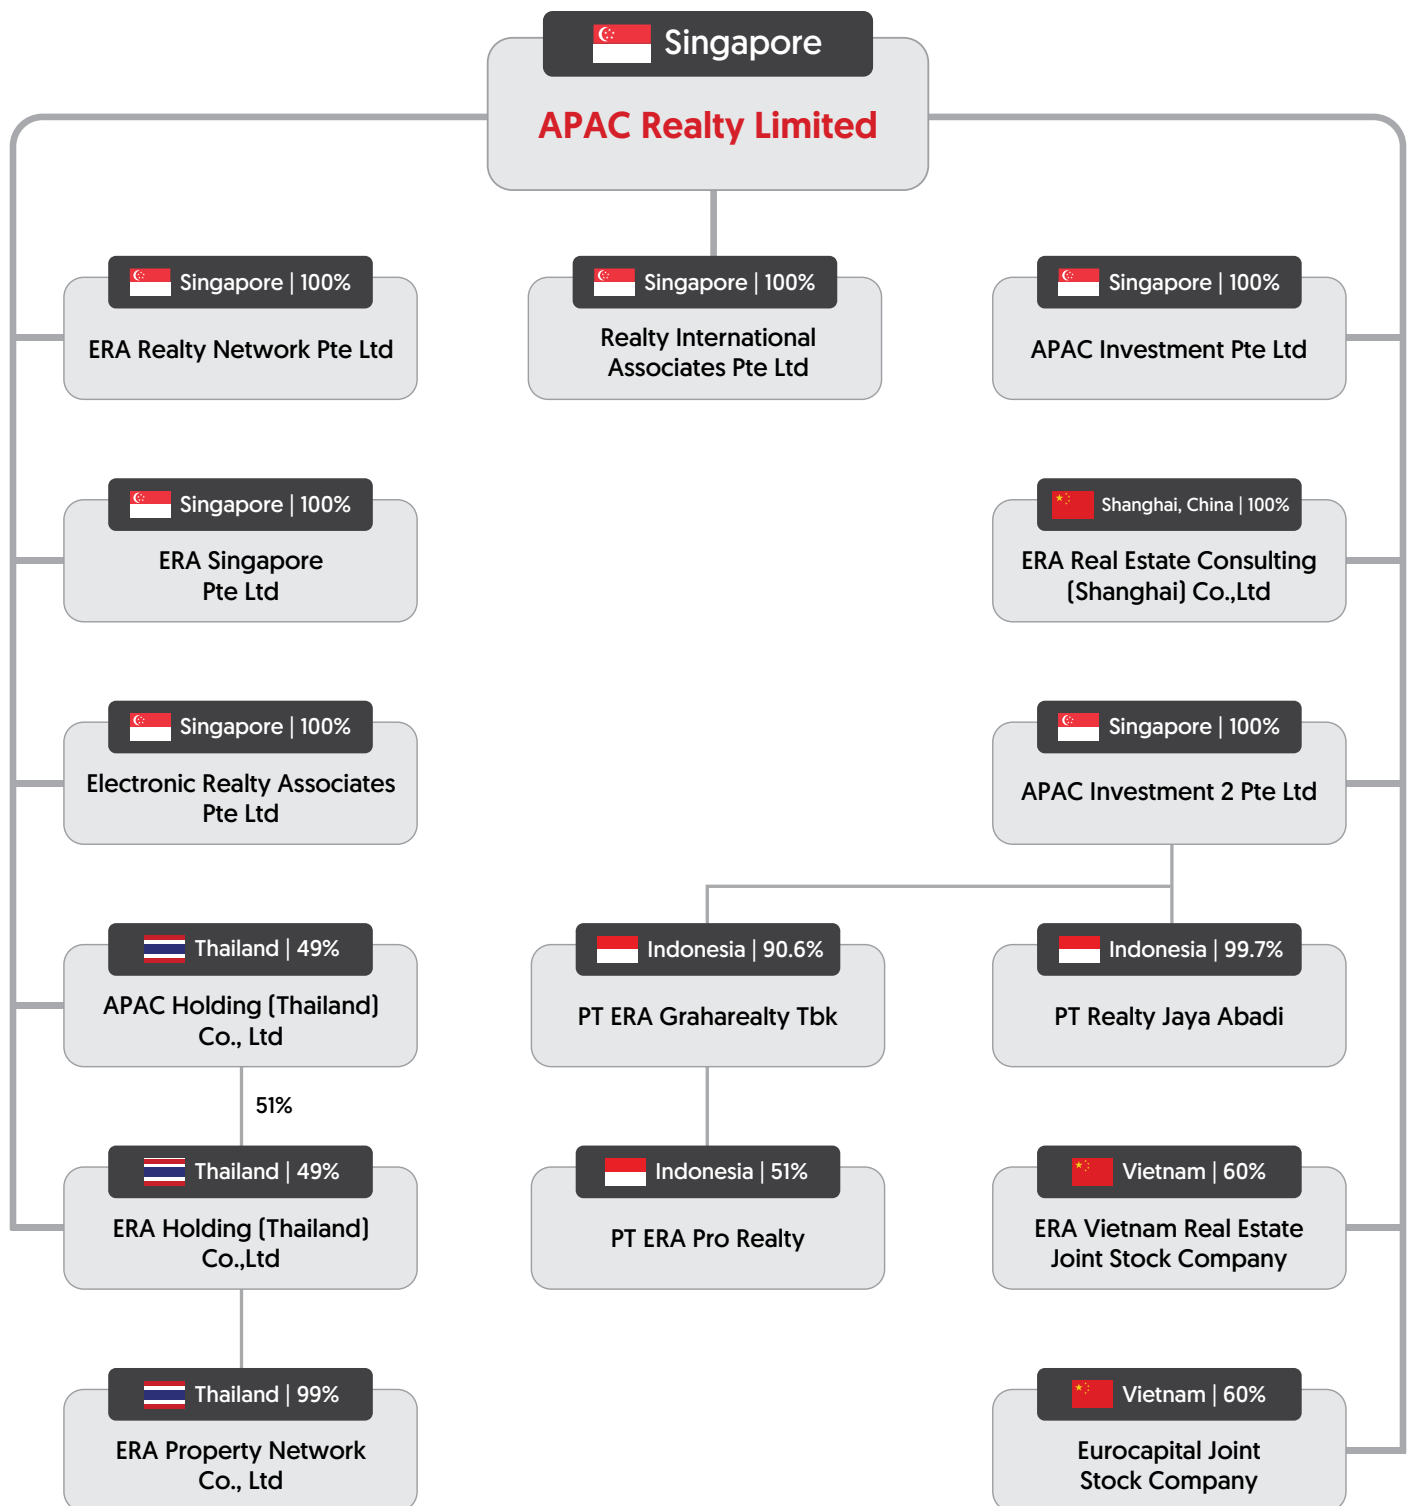 Singapore
APAC Realty Limited
Singapore | 100%
ERA Realty Network Pte Ltd
Singapore | 100%
Realty International
Associates Pte Ltd
Singapore | 100%
APAC Investment Pte Ltd
Singapore | 100%
ERA Singapore
Pte Ltd
Shanghai, China | 100%
ERA Real Estate Consulting
(Shanghai) Co.,Ltd
Singapore | 100%
Electronic Realty Associates
Pte Ltd
Singapore | 100%
APAC Investment 2 Pte Ltd
Thailand | 49%
APAC Holding (Thailand)
Co., Ltd
Indonesia | 90.6%
PT ERA Graharealty Tbk
Indonesia | 99.7%
PT Realty Jaya Abadi
51%
Thailand | 49%
ERA Holding (Thailand)
Co.,Ltd
Indonesia | 51%
PT ERA Pro Realty
Vietnam | 60%
ERA Vietnam Real Estate
Joint Stock Company
Thailand | 99%
ERA Property Network
Co., Ltd
Vietnam | 60%
Eurocapital Joint
Stock Company